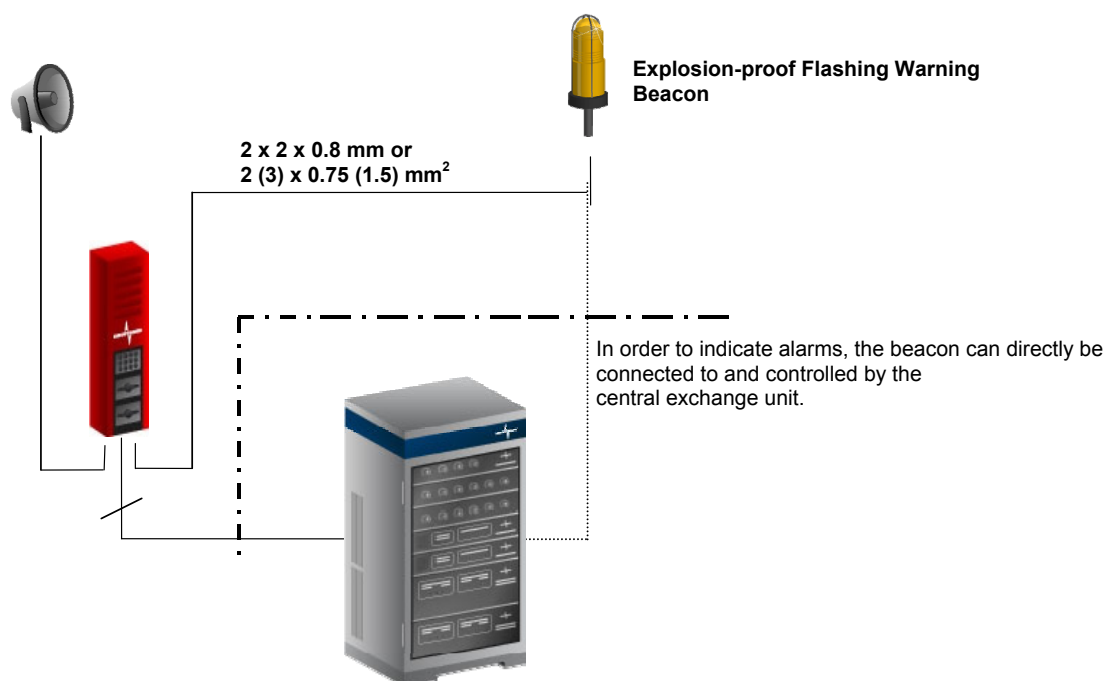 Explosion-proof Flashing Warning
Beacon
2 x 2 x 0.8 mm or
2 (3) x 0.75 (1.5) mm²
In order to indicate alarms, the beacon can directly be
connected to and controlled by the
central exchange unit.